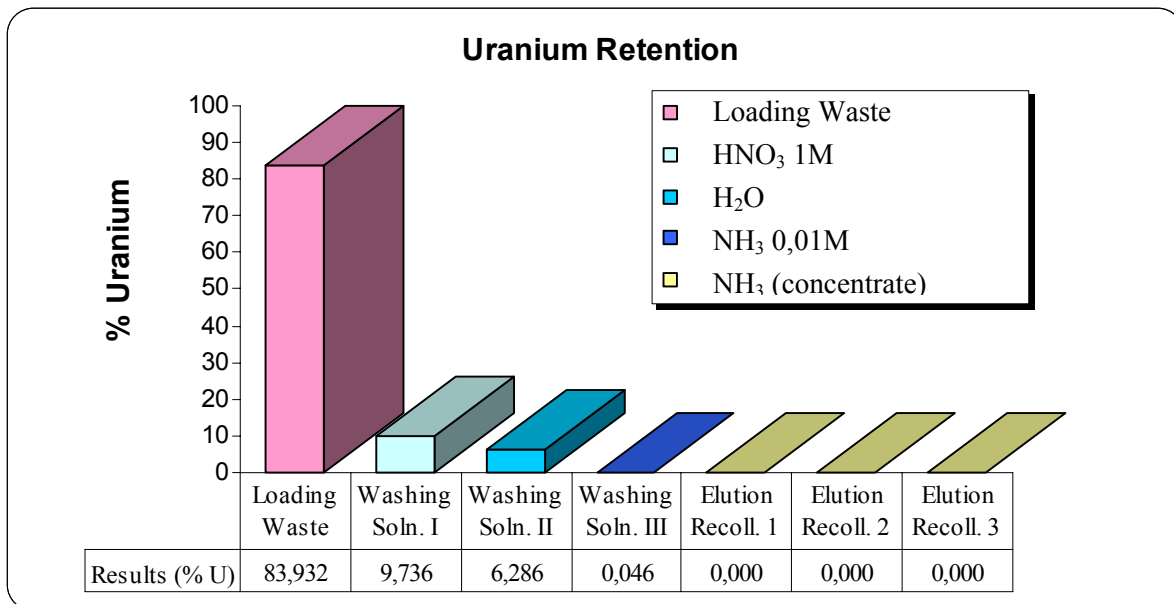 Uranium Retention
% Uranium
100
90
80
70
60
50
40
30
20
10
0
Loading Waste
HNO₃ 1M
H₂O
NH₃ 0,01M
NH₃ (concentrate)
Loading Washing Washing Washing Elution Elution Elution
Waste Soln. I Soln. II Soln. III Recoll. 1 Recoll. 2 Recoll. 3
Results (% U) 83,932 9,736 6,286 0,046 0,000 0,000 0,000